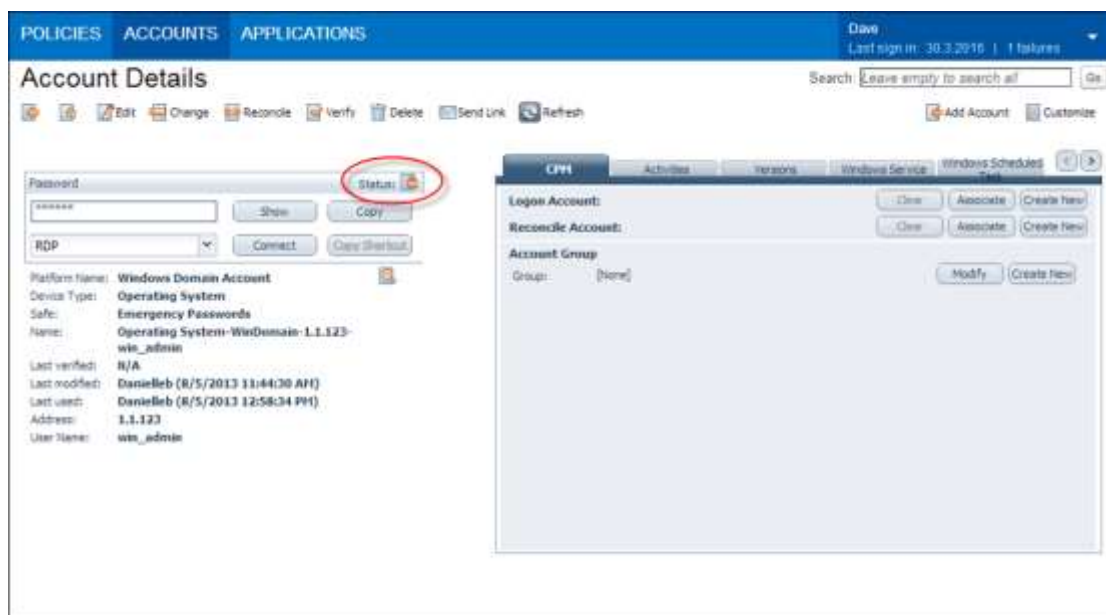 POLICIES ACCOUNTS APPLICATIONS
Dave
Last sign in: 30.3.2016 | 1 failures
Account Details
Search: Leave empty to search all Go
Edit Change Reconcile Verify Delete Send Link Refresh Add Account Customize
Password Status:
****** Show Copy
RDP Connect Copy Shortcut
Platform Name: Windows Domain Account
Device Type: Operating System
Safe: Emergency Passwords
Name: Operating System-WinDomain-1.1.123-
win_admin
Last verified: N/A
Last modified: Danielleb (8/5/2013 11:44:30 AM)
Last used: Danielleb (8/5/2013 12:58:34 PM)
Address: 1.1.123
User Name: win_admin
CPM Activities Versions Windows Service Windows Scheduled
Task
Logon Account: Clear Associate Create New
Reconcile Account: Clear Associate Create New
Account Group
Group: [None] Modify Create New